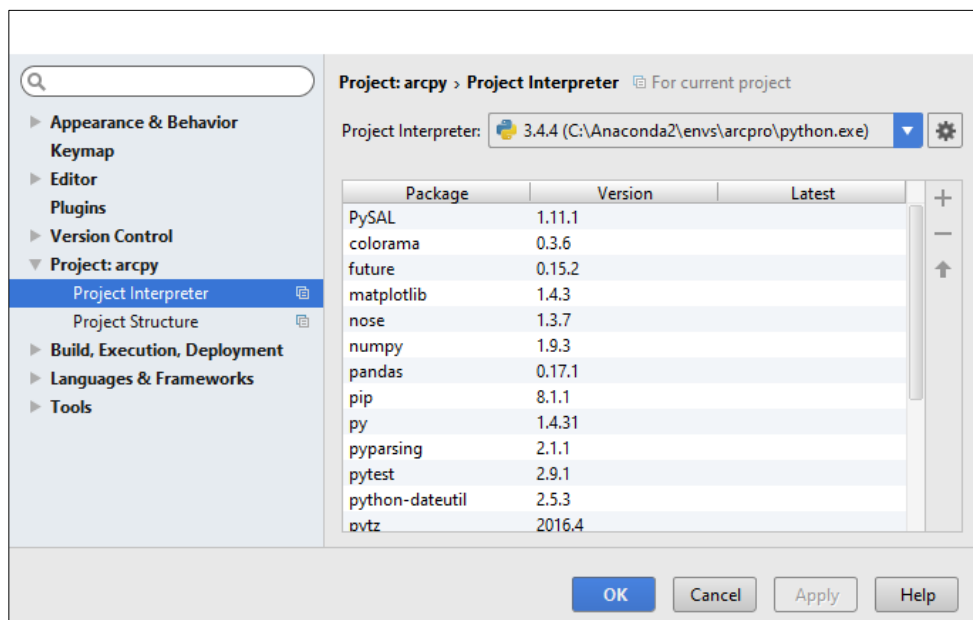 Project: arcpy › Project Interpreter For current project
Appearance & Behavior
Keymap
Editor
Plugins
Version Control
Project: arcpy
Project Interpreter
Project Structure
Build, Execution, Deployment
Languages & Frameworks
Tools
Project Interpreter: 3.4.4 (C:\Anaconda2\envs\arcpro\python.exe)
Package Version Latest
PySAL 1.11.1
colorama 0.3.6
future 0.15.2
matplotlib 1.4.3
nose 1.3.7
numpy 1.9.3
pandas 0.17.1
pip 8.1.1
py 1.4.31
pyparsing 2.1.1
pytest 2.9.1
python-dateutil 2.5.3
pytz 2016.4
OK Cancel Apply Help